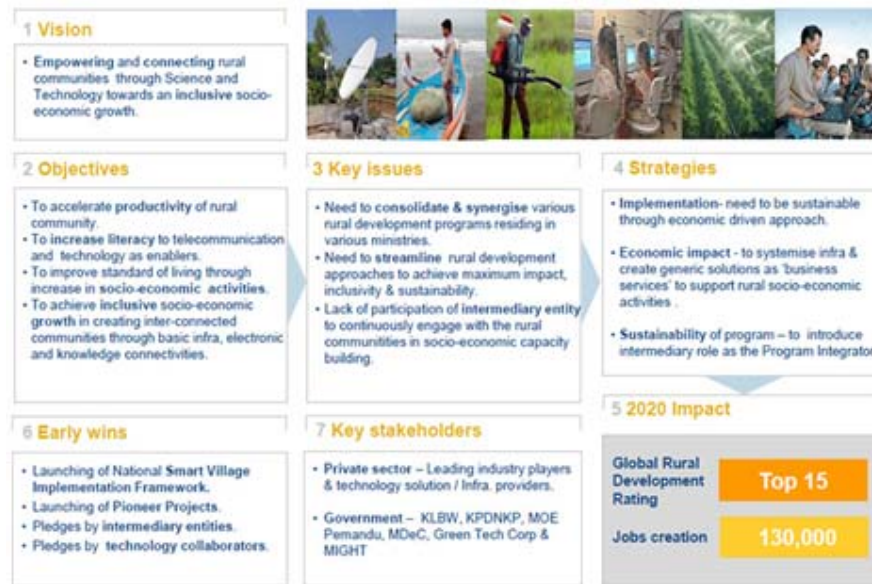 1 Vision
• Empowering and connecting rural
communities through Science and
Technology towards an inclusive socio-
economic growth.
2 Objectives
• To accelerate productivity of rural
community.
• To increase literacy to telecommunication
and technology as enablers.
• To improve standard of living through
increase in socio-economic activities.
• To achieve inclusive socio-economic
growth in creating inter-connected
communities through basic infra, electronic
and knowledge connectivities.
3 Key issues
• Need to consolidate & synergise various
rural development programs residing in
various ministries.
• Need to streamline rural development
approaches to achieve maximum impact,
inclusivity & sustainability.
• Lack of participation of intermediary entity
to continuously engage with the rural
communitities in socio-economic capacity
building.
4 Strategies
• Implementation- need to be sustainable
through economic driven approach.
• Economic impact - to systemise infra &
create generic solutions as 'business
services' to support rural socio-economic
activities .
• Sustainability of program – to introduce
intermediary role as the Program Integrator
5 2020 Impact
Global Rural
Development
Rating
Top 15
Jobs creation
130,000
6 Early wins
• Launching of National Smart Village
Implementation Framework.
• Launching of Pioneer Projects.
• Pledges by intermediary entities.
• Pledges by technology collaborators.
7 Key stakeholders
• Private sector – Leading industry players
& technology solution / Infra. providers.
• Government – KLBW, KPDNKP, MOE
Pemandu, MDeC, Green Tech Corp &
MIGHT